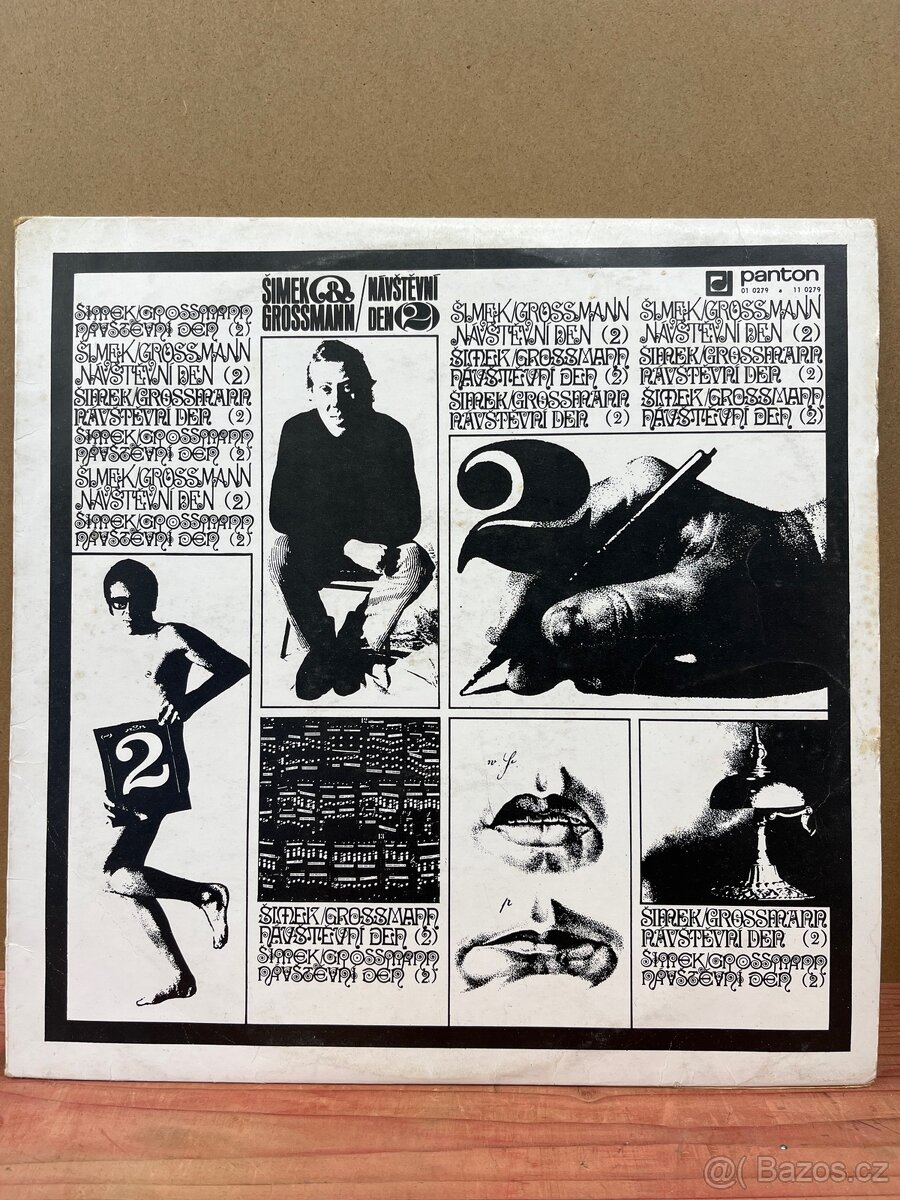 ŠIMEK & GROSSMANN / NÁVŠTĚVNÍ DEN 2
panton
01 0279 • 11 0279
ŠIMEK/GROSSMANN
NÁVŠTĚVNÍ DEN (2)
ŠIMEK/GROSSMANN
NÁVŠTĚVNÍ DEN (2)
ŠIMEK/GROSSMANN
NÁVŠTĚVNÍ DEN (2)
ŠIMEK/GROSSMANN
NÁVŠTĚVNÍ DEN (2)
ŠIMEK/GROSSMANN
NÁVŠTĚVNÍ DEN (2)
ŠIMEK/GROSSMANN
NÁVŠTĚVNÍ DEN (2)
ŠIMEK/GROSSMANN
NÁVŠTĚVNÍ DEN (2)
ŠIMEK/GROSSMANN
NÁVŠTĚVNÍ DEN (2)
ŠIMEK/GROSSMANN
NÁVŠTĚVNÍ DEN (2)
ŠIMEK/GROSSMANN
NÁVŠTĚVNÍ DEN (2)
ŠIMEK/GROSSMANN
NÁVŠTĚVNÍ DEN (2)
ŠIMEK/GROSSMANN
NÁVŠTĚVNÍ DEN (2)
2
2
ŠIMEK/GROSSMANN
NÁVŠTĚVNÍ DEN (2)
ŠIMEK/GROSSMANN
NÁVŠTĚVNÍ DEN (2)
ŠIMEK/GROSSMANN
NÁVŠTĚVNÍ DEN (2)
ŠIMEK/GROSSMANN
NÁVŠTĚVNÍ DEN (2)
@( Bazos.cz